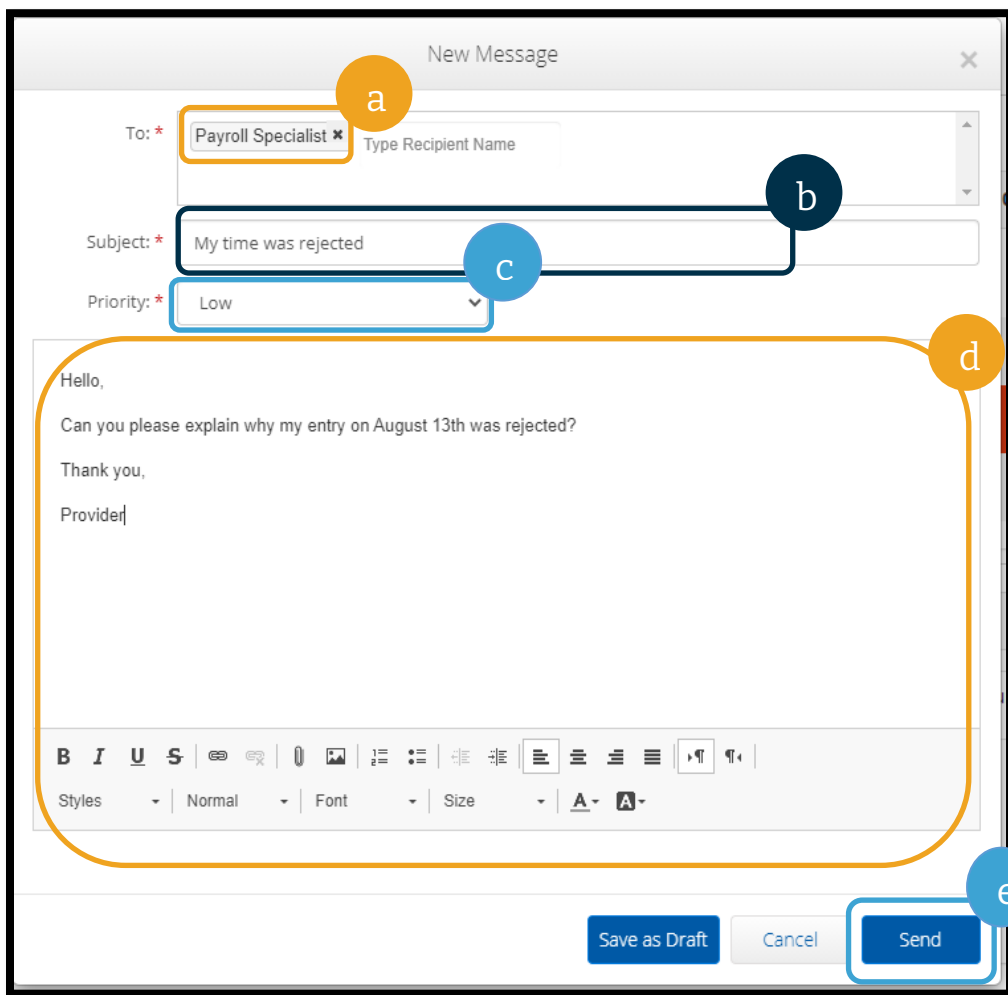 New Message ×
a
To: * Payroll Specialist ✖ Type Recipient Name
b
Subject: * My time was rejected
c
Priority: * Low
d
Hello,
Can you please explain why my entry on August 13th was rejected?
Thank you,
Provider
B I U S
Styles Normal Font Size A A
e
Save as Draft Cancel Send